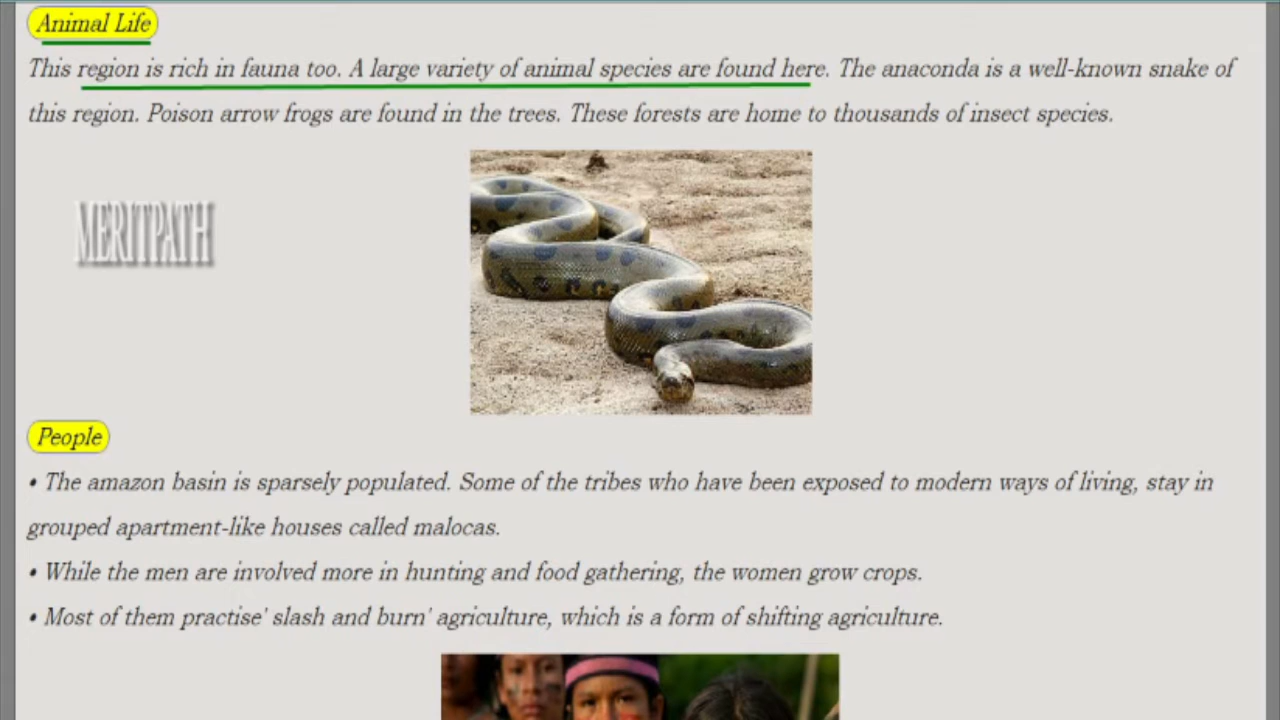 Animal Life
This region is rich in fauna too. A large variety of animal species are found here. The anaconda is a well-known snake of
this region. Poison arrow frogs are found in the trees. These forests are home to thousands of insect species.
MERITPATH
People
• The amazon basin is sparsely populated. Some of the tribes who have been exposed to modern ways of living, stay in
grouped apartment-like houses called malocas.
• While the men are involved more in hunting and food gathering, the women grow crops.
• Most of them practise' slash and burn' agriculture, which is a form of shifting agriculture.